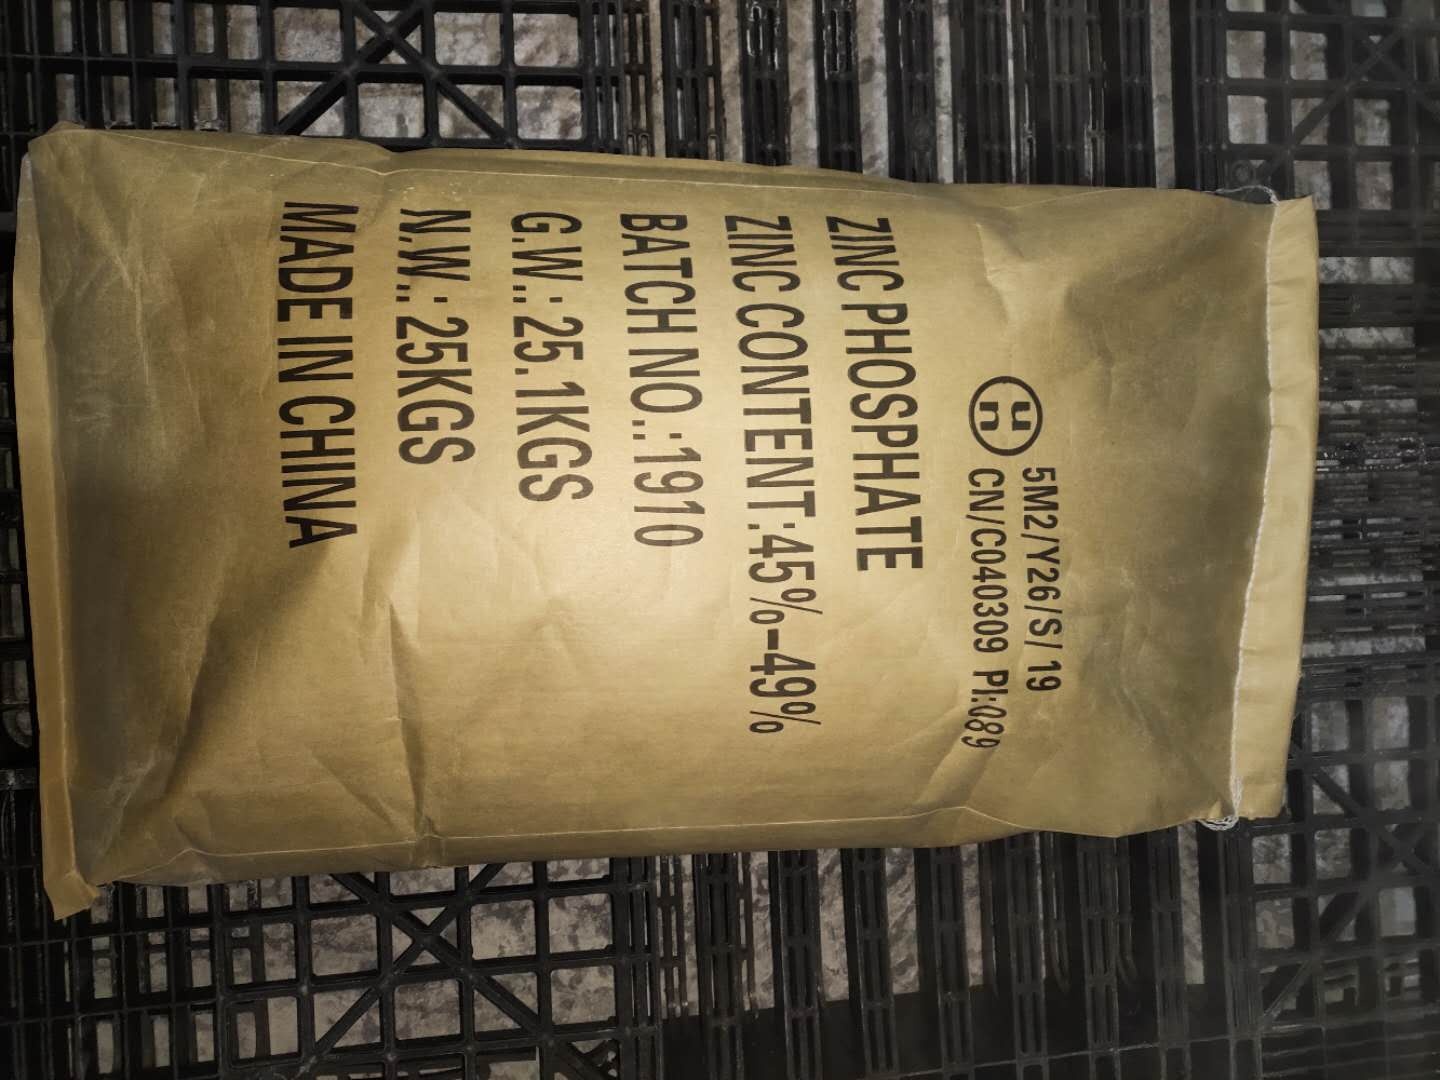 5M2/Y26/S/19
CN/C040309 PI:089
ZINC PHOSPHATE
ZINC CONTENT:45%-49%
BATCH NO.:1910
G.W.:25.1KGS
N.W.:25KGS
MADE IN CHINA